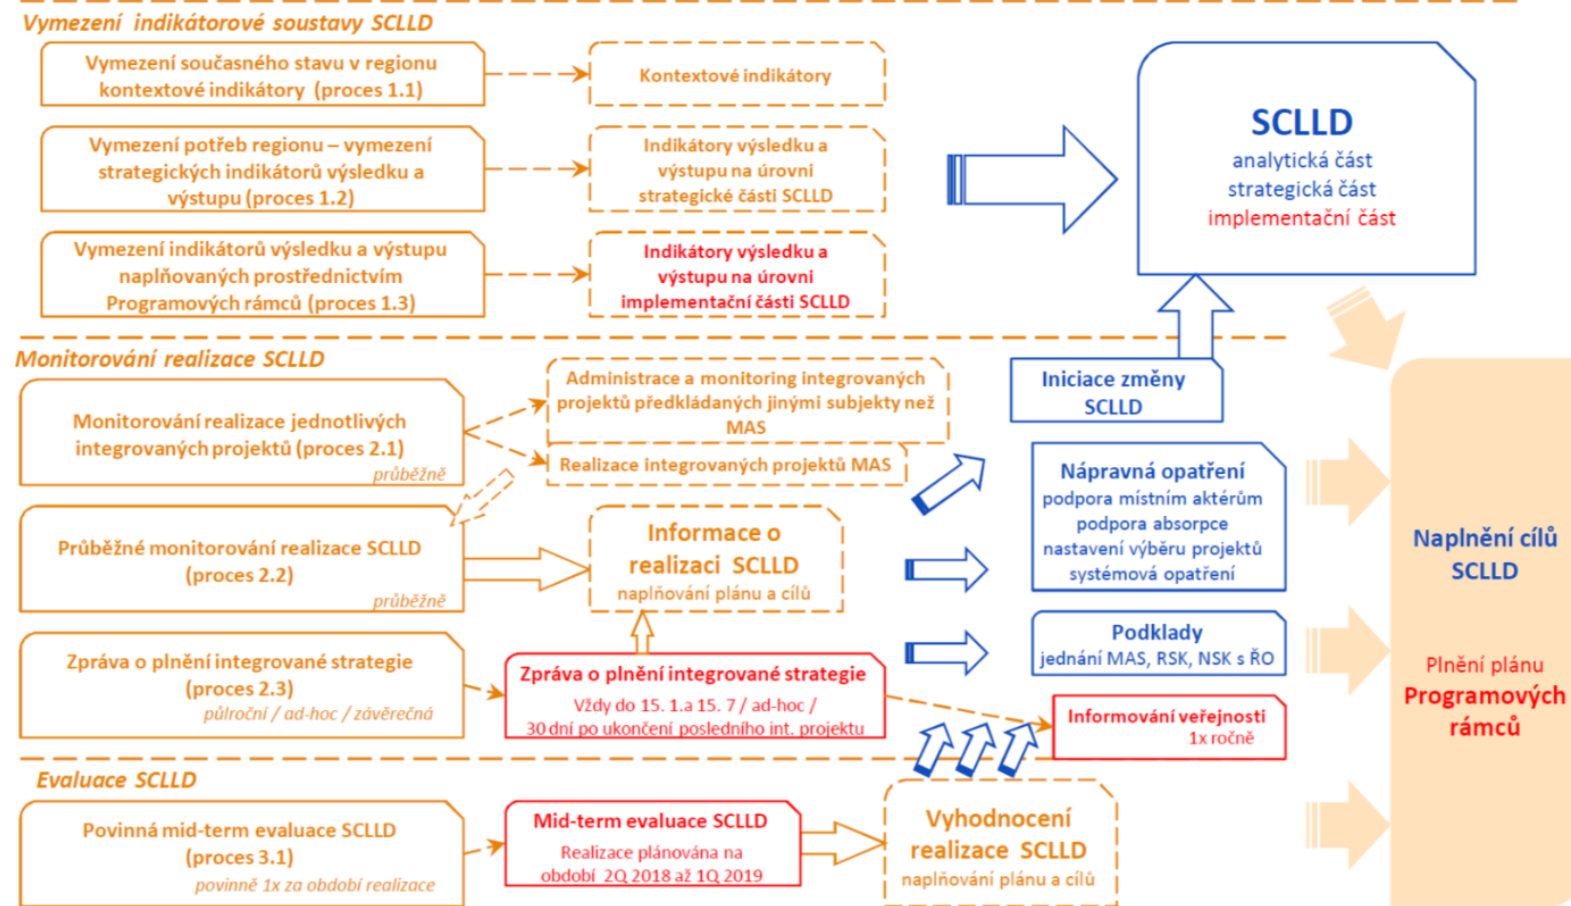 Vymezení indikátorové soustavy SCLLD
Vymezení současného stavu v regionu
kontextové indikátory (proces 1.1)
Kontextové indikátory
Vymezení potřeb regionu – vymezení
strategických indikátorů výsledku a
výstupu (proces 1.2)
Indikátory výsledku a
výstupu na úrovni
strategické části SCLLD
Vymezení indikátorů výsledku a výstupu
naplňovaných prostřednictvím
Programových rámců (proces 1.3)
Indikátory výsledku a
výstupu na úrovni
implementační části SCLLD
SCLLD
analytická část
strategická část
implementační část
Monitorování realizace SCLLD
Monitorování realizace jednotlivých
integrovaných projektů (proces 2.1)
průběžně
Administrace a monitoring integrovaných
projektů předkládaných jinými subjekty než
MAS
Realizace integrovaných projektů MAS
Iniciace změny
SCLLD
Průběžné monitorování realizace SCLLD
(proces 2.2)
průběžně
Informace o
realizaci SCLLD
naplňování plánu a cílů
Nápravná opatření
podpora místním aktérům
podpora absorpce
nastavení výběru projektů
systémová opatření
Zpráva o plnění integrované strategie
(proces 2.3)
půlroční / ad-hoc / závěrečná
Zpráva o plnění integrované strategie
Vždy do 15. 1.a 15. 7 / ad-hoc /
30 dní po ukončení posledního int. projektu
Podklady
jednání MAS, RSK, NSK s ŘO
Informování veřejnosti
1x ročně
Naplnění cílů
SCLLD
Plnění plánu
Programových
rámců
Evaluace SCLLD
Povinná mid-term evaluace SCLLD
(proces 3.1)
povinně 1x za období realizace
Mid-term evaluace SCLLD
Realizace plánována na
období 2Q 2018 až 1Q 2019
Vyhodnocení
realizace SCLLD
naplňování plánu a cílů